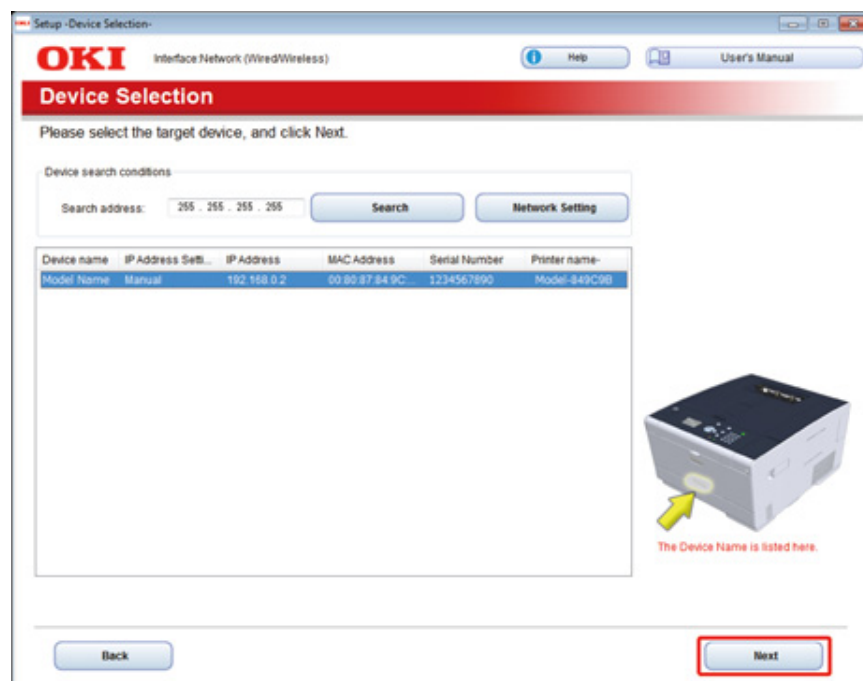 Setup -Device Selection-
OKI Interface:Network (Wired/Wireless) Help User's Manual
Device Selection
Please select the target device, and click Next.
Device search conditions
Search address: 255 . 255 . 255 . 255 Search Network Setting
Device name IP Address Setti... IP Address MAC Address Serial Number Printer name-
Model Name Manual 192.168.0.2 00:80:87:84:9C... 1234567890 Model-849C9B
The Device Name is listed here.
Back Next